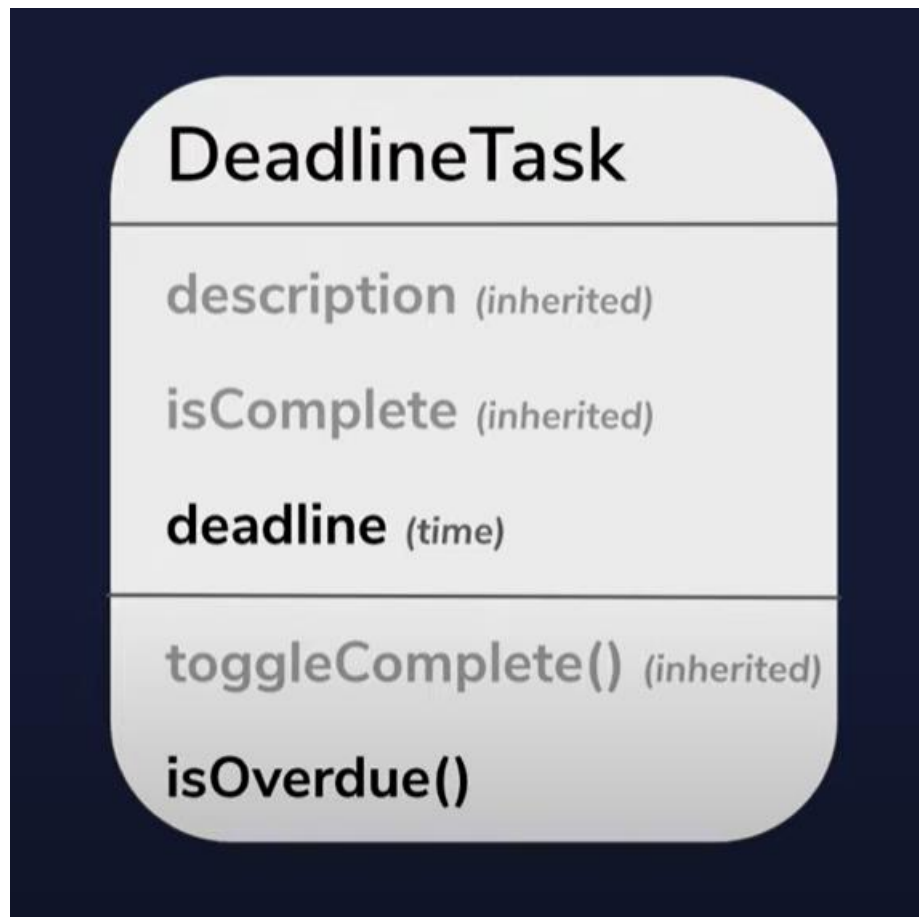 DeadlineTask
description (inherited)
isComplete (inherited)
deadline (time)
toggleComplete() (inherited)
isOverdue()